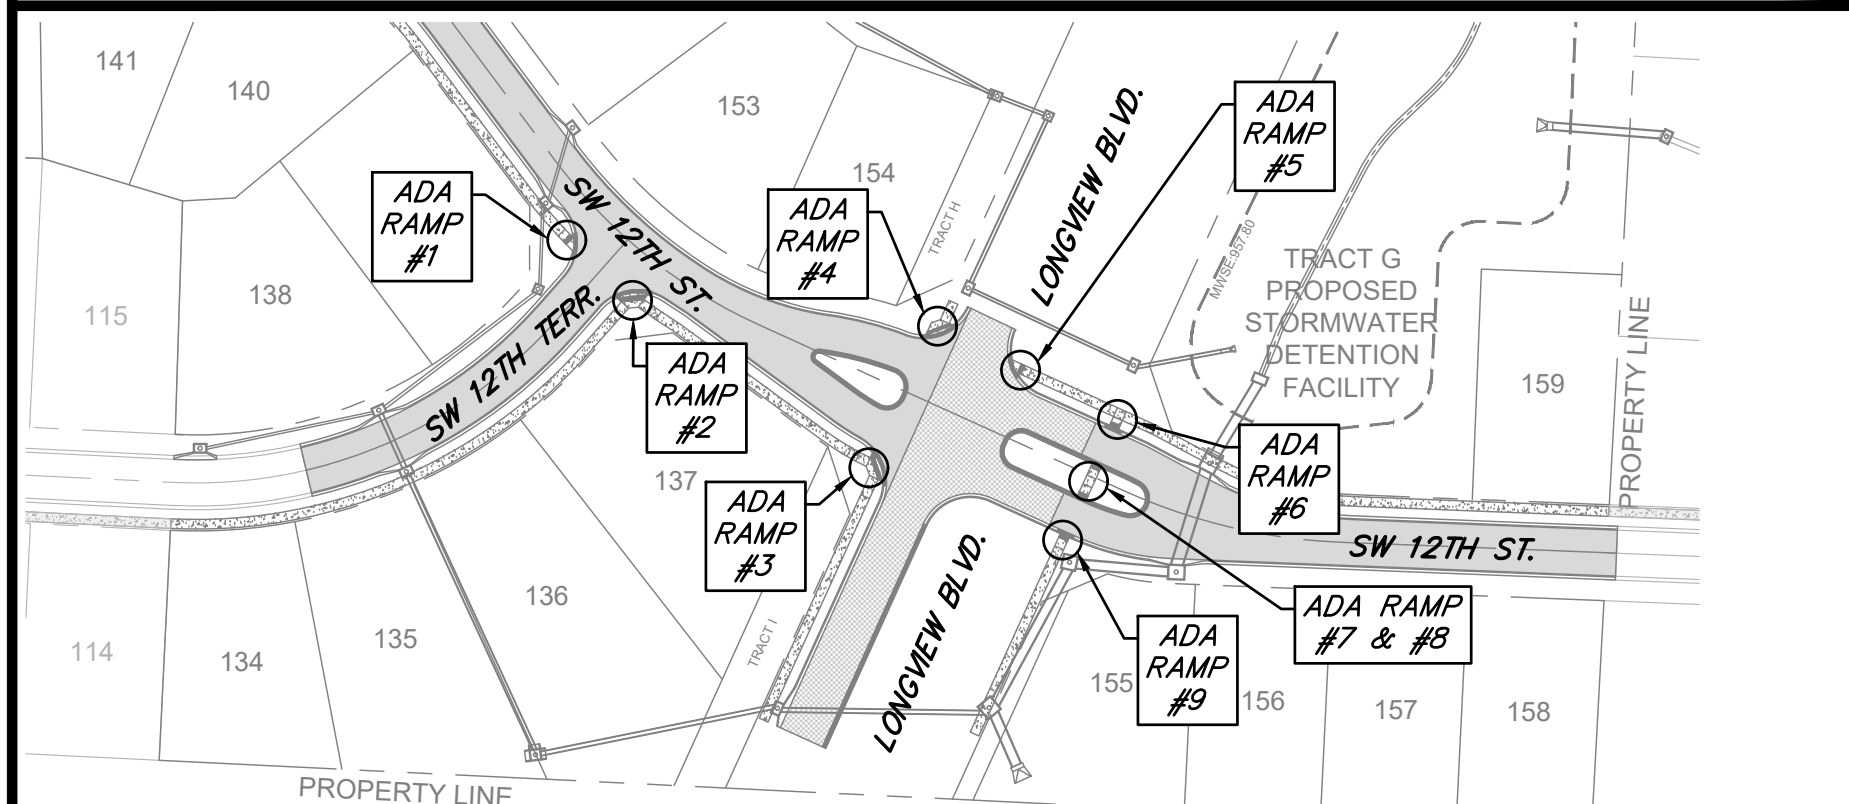 141
140
153
154
ADA
RAMP
#5
ADA
RAMP
#1
ADA
RAMP
#4
TRACT H
LONGVIEW BLVD.
SW 12TH ST.
MWSE:957.80
TRACT G
PROPOSED
STORMWATER
DETENTION
FACILITY
115
138
SW 12TH TERR.
ADA
RAMP
#2
159
PROPERTY LINE
137
ADA
RAMP
#3
ADA
RAMP
#6
SW 12TH ST.
136
ADA RAMP
#7 & #8
LONGVIEW BLVD.
ADA
RAMP
#9
TRACT I
114
134
135
155
156
157
158
PROPERTY LINE